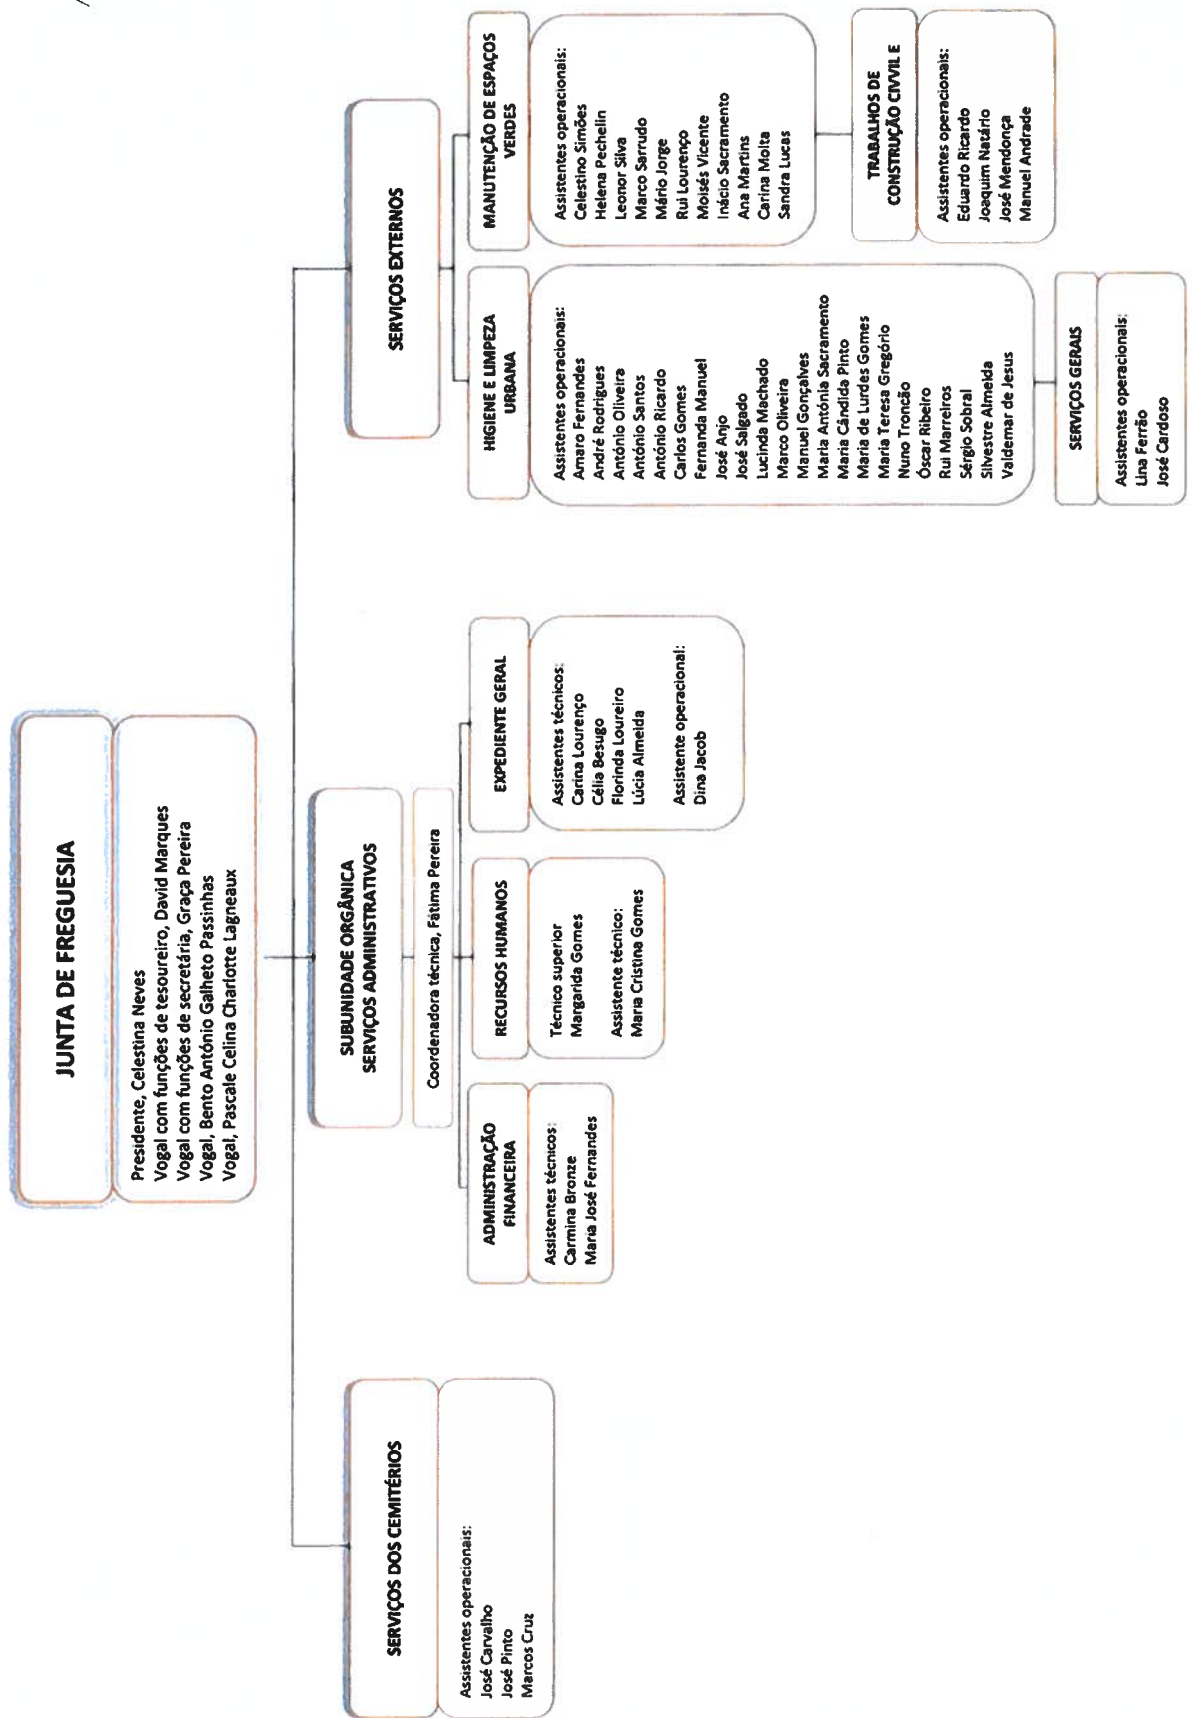 JUNTA DE FREGUESIA
Presidente, Celestina Neves
Vogal com funções de tesoureiro, David Marques
Vogal com funções de secretária, Graça Pereira
Vogal, Bento António Galheto Passinhas
Vogal, Pascale Celina Charlotte Lagneaux
SERVIÇOS DOS CEMITÉRIOS
Assistentes operacionais:
José Carvalho
José Pinto
Marcos Cruz
SUBUNIDADE ORGÂNICA
SERVIÇOS ADMINISTRATIVOS
Coordenadora técnica, Fátima Pereira
ADMINISTRAÇÃO
FINANCEIRA
Assistentes técnicos:
Carmina Bronze
Maria José Fernandes
RECURSOS HUMANOS
Técnico superior
Margarida Gomes
Assistente técnico:
Maria Cristina Gomes
EXPEDIENTE GERAL
Assistentes técnicos:
Carina Lourenço
Célia Besugo
Florinda Loureiro
Lúcia Almeida
Assistente operacional:
Dina Jacob
SERVIÇOS EXTERNOS
HIGIENE E LIMPEZA
URBANA
Assistentes operacionais:
Amaro Fernandes
André Rodrigues
António Oliveira
António Santos
António Ricardo
Carlos Gomes
Fernanda Manuel
José Anjo
José Salgado
Lucinda Machado
Marco Oliveira
Manuel Gonçalves
Maria Antónia Sacramento
Maria Cândida Pinto
Maria de Lurdes Gomes
Maria Teresa Gregório
Nuno Troncão
Óscar Ribeiro
Rui Marreiros
Sérgio Sobral
Silvestre Almeida
Valdemar de Jesus
SERVIÇOS GERAIS
Assistentes operacionais:
Lina Ferrão
José Cardoso
MANUTENÇÃO DE ESPAÇOS
VERDES
Assistentes operacionais:
Celestino Simões
Helena Pechelin
Leonor Silva
Marco Sarrudo
Mário Jorge
Rui Lourenço
Moisés Vicente
Inácio Sacramento
Ana Martins
Carina Molta
Sandra Lucas
TRABALHOS DE
CONSTRUÇÃO CIVVIL E
Assistentes operacionais:
Eduardo Ricardo
Joaquim Natário
José Mendonça
Manuel Andrade